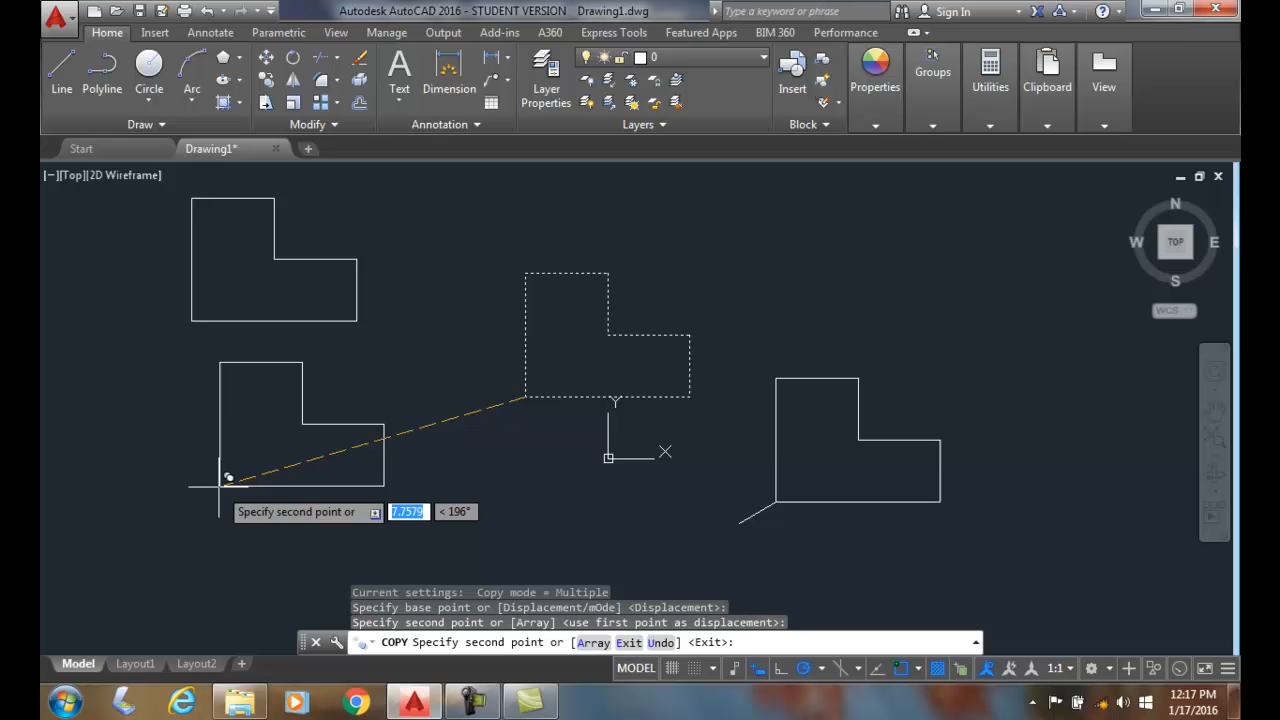 Autodesk AutoCAD 2016 - STUDENT VERSION Drawing1.dwg
Type a keyword or phrase
Sign In
Home Insert Annotate Parametric View Manage Output Add-ins A360 Express Tools Featured Apps BIM 360 Performance
Line Polyline Circle Arc
Text Dimension
Layer
Properties
0
Insert
Properties
Groups
Utilities
Clipboard
View
Draw Modify Annotation Layers Block
Start Drawing1*
[−][Top][2D Wireframe]
N
W TOP E
S
WCS
Y
X
Specify second point or 7.7579 < 196°
Current settings: Copy mode = Multiple
Specify base point or [Displacement/mOde] <Displacement>:
Specify second point or [Array] <use first point as displacement>:
COPY Specify second point or [Array Exit Undo] <Exit>:
Model Layout1 Layout2 +
MODEL 1:1
12:17 PM
1/17/2016